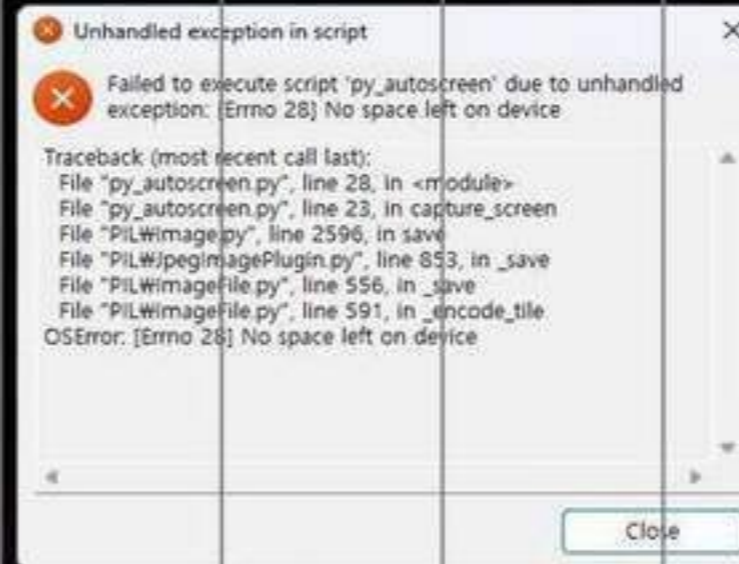 Unhandled exception in script
Failed to execute script 'py_autoscreen' due to unhandled
exception: [Errno 28] No space left on device
Traceback (most recent call last):
File "py_autoscreen.py", line 28, in <module>
File "py_autoscreen.py", line 23, in capture_screen
File "PIL₩Image.py", line 2596, in save
File "PIL₩JpegImagePlugin.py", line 853, in _save
File "PIL₩ImageFile.py", line 556, in _save
File "PIL₩ImageFile.py", line 591, in _encode_tile
OSError: [Errno 28] No space left on device
Close